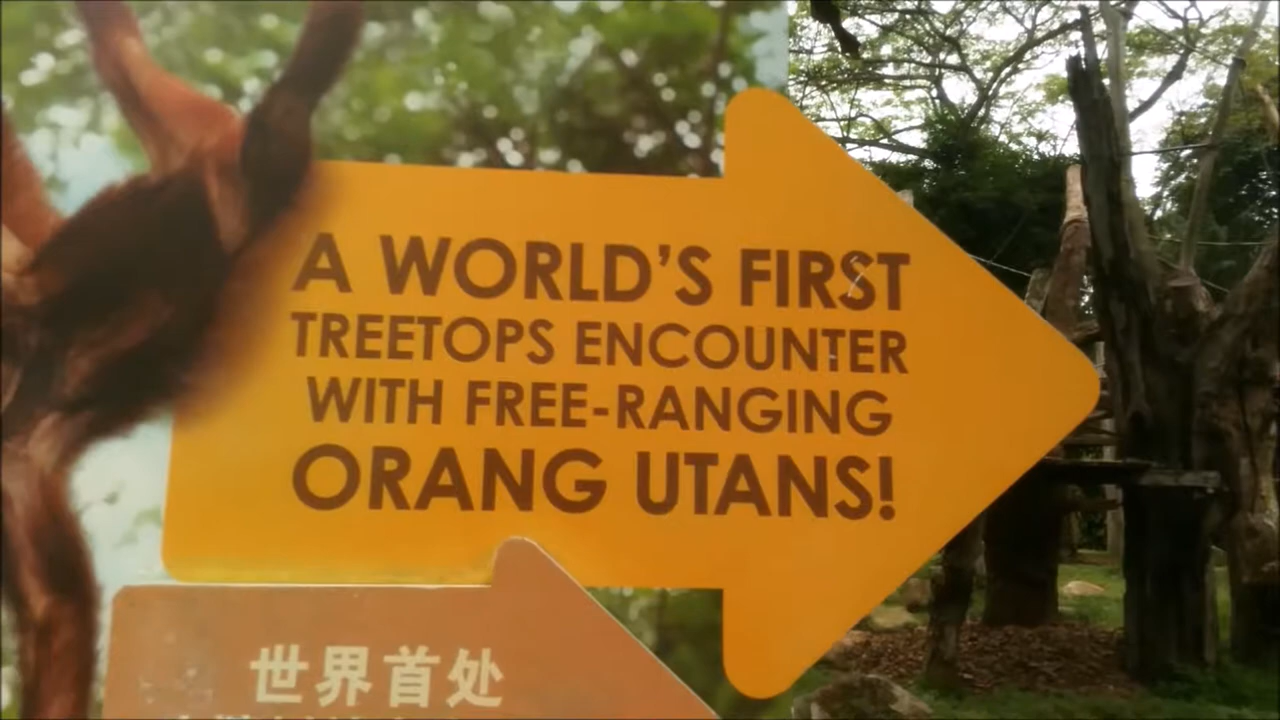 A WORLD'S FIRST
TREETOPS ENCOUNTER
WITH FREE-RANGING
ORANG UTANS!
世界首处